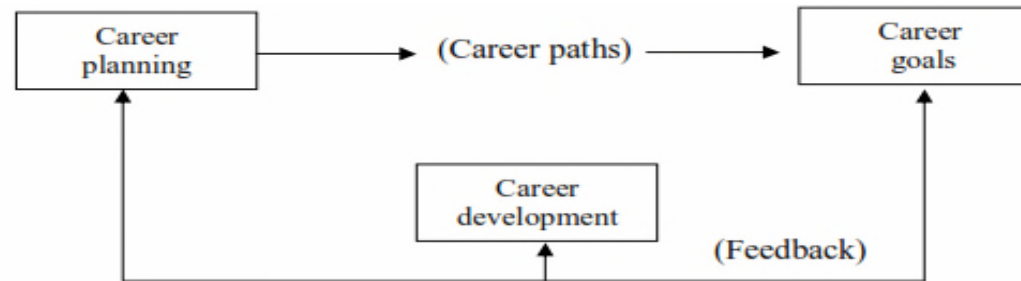 Career
planning
(Career paths)
Career
goals
Career
development
(Feedback)